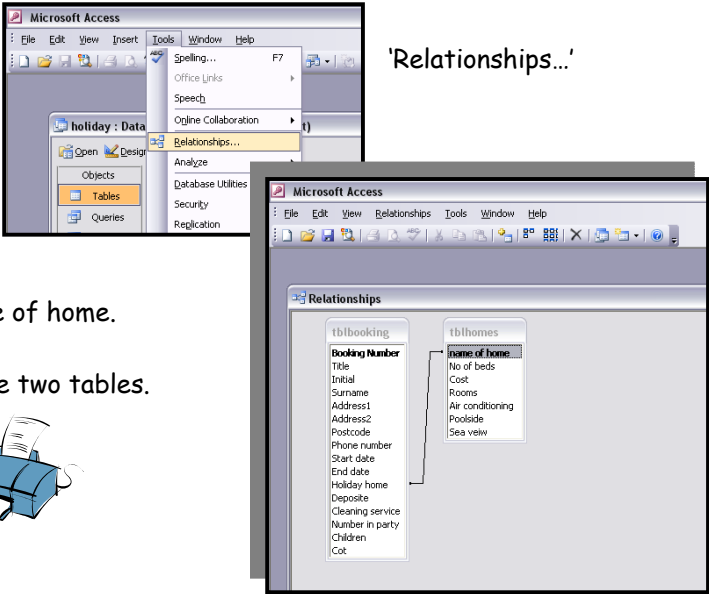 Microsoft Access
File Edit View Insert Tools Window Help
Spelling... F7
Office Links
Speech
Online Collaboration
Relationships...
Analyze
Database Utilities
Security
Replication
holiday : Data
t)
Open Design
Objects
Tables
Queries
'Relationships…'
e of home.
e two tables.
Microsoft Access
File Edit View Relationships Tools Window Help
Relationships
tblbooking
Booking Number
Title
Initial
Surname
Address1
Address2
Postcode
Phone number
Start date
End date
Holiday home
Deposite
Cleaning service
Number in party
Children
Cot
tblhomes
name of home
No of beds
Cost
Rooms
Air conditioning
Poolside
Sea veiw